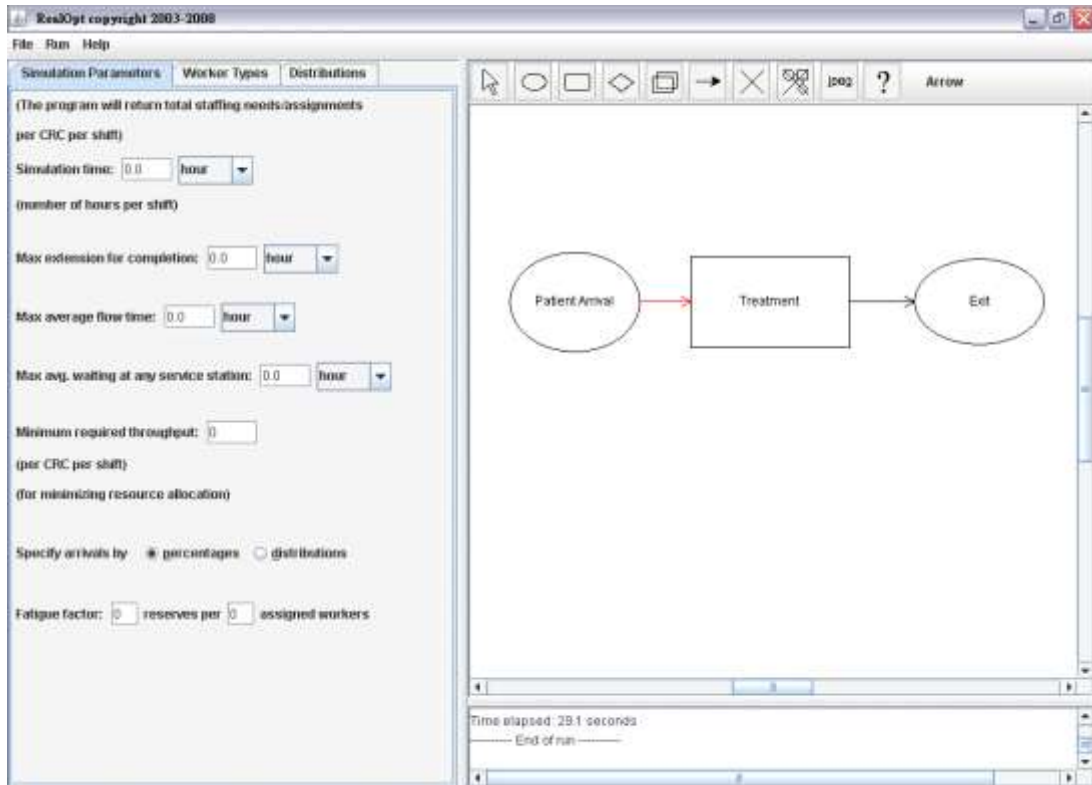 RealOpt copyright 2003-2008
File Run Help
Simulation Parameters Worker Types Distributions
(The program will return total staffing needs/assignments
per CRC per shift)
Simulation time: 0.0 hour
(number of hours per shift)
Max extension for completion: 0.0 hour
Max average flow time: 0.0 hour
Max avg. waiting at any service station: 0.0 hour
Minimum required throughput: 0
(per CRC per shift)
(for minimizing resource allocation)
Specify arrivals by percentages distributions
Fatigue factor: 0 reserves per 0 assigned workers
jpeg ? Arrow
Patient Arrival Treatment Exit
Time elapsed: 29.1 seconds
--------- End of run ---------